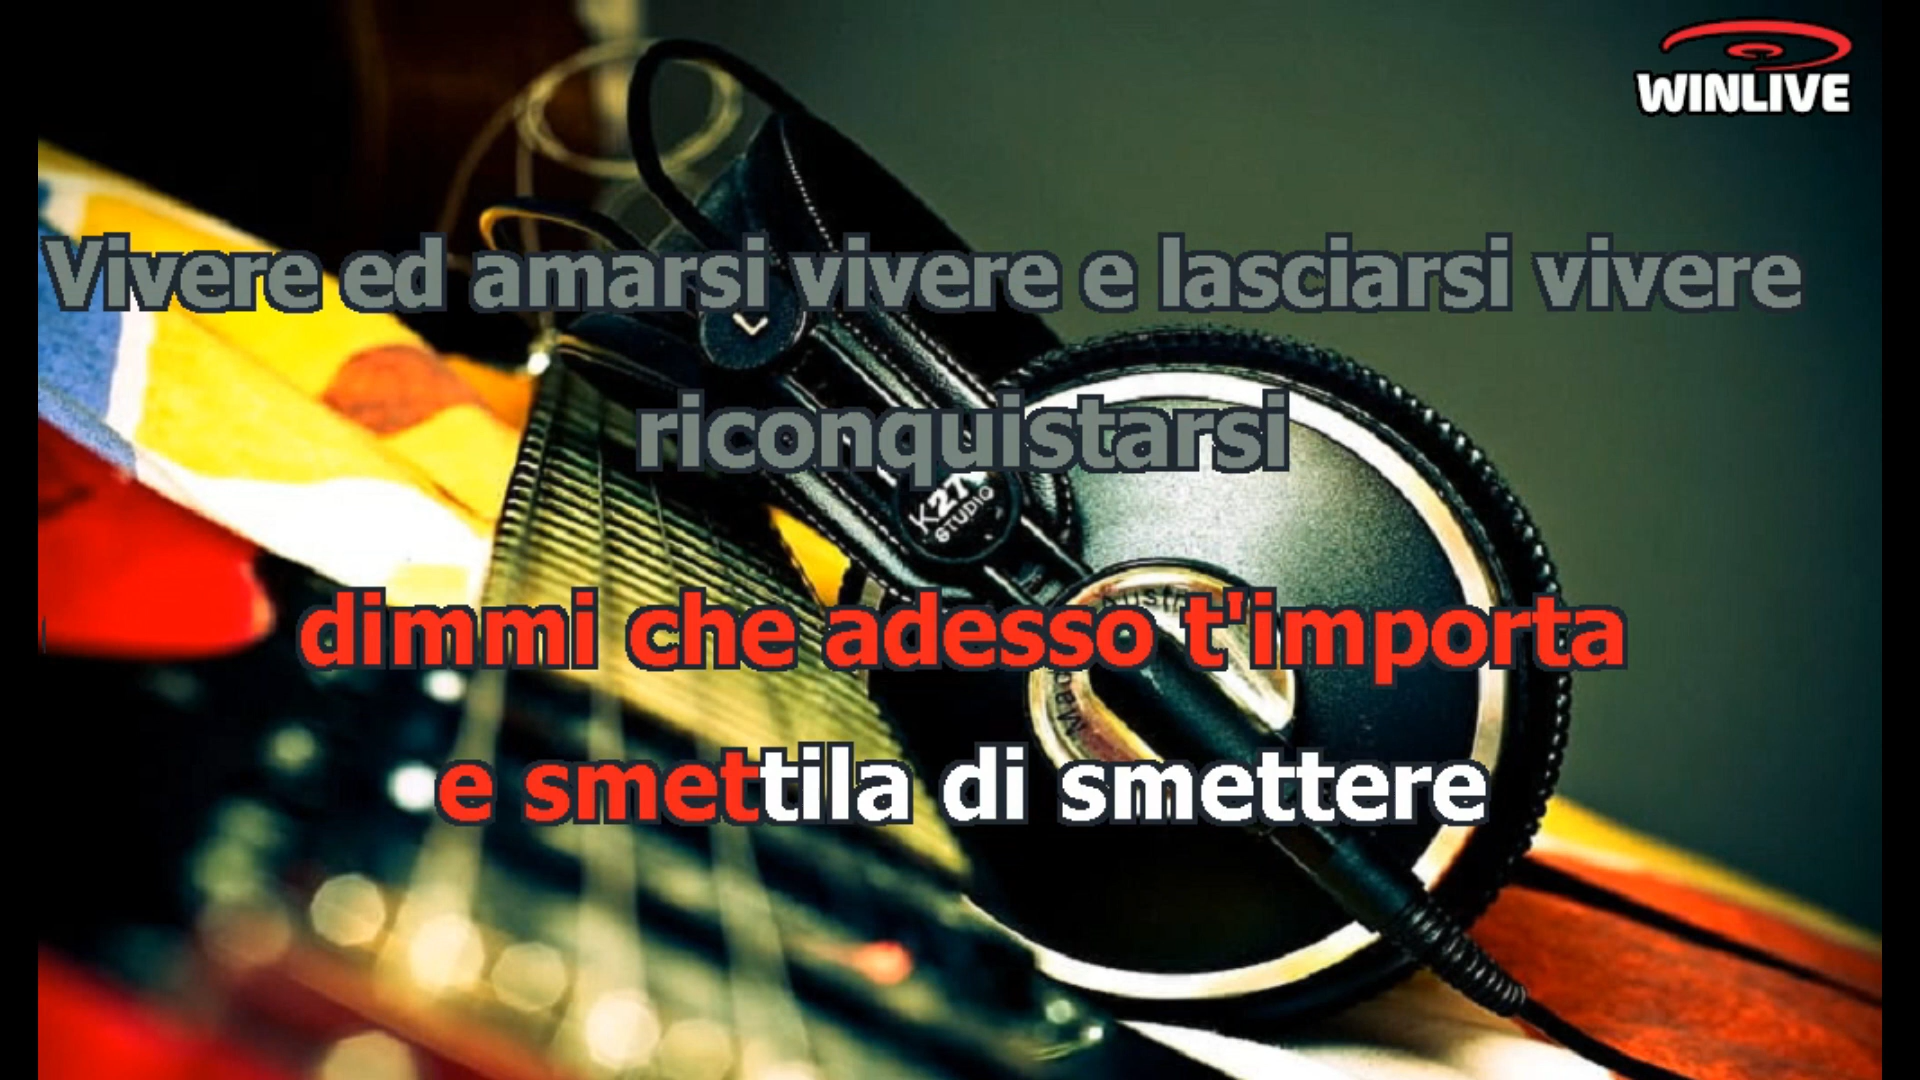 WINLIVE
Vivere ed amarsi vivere e lasciarsi vivere
riconquistarsi
K27
STUDIO
dimmi che adesso t'importa
e smettila di smettere